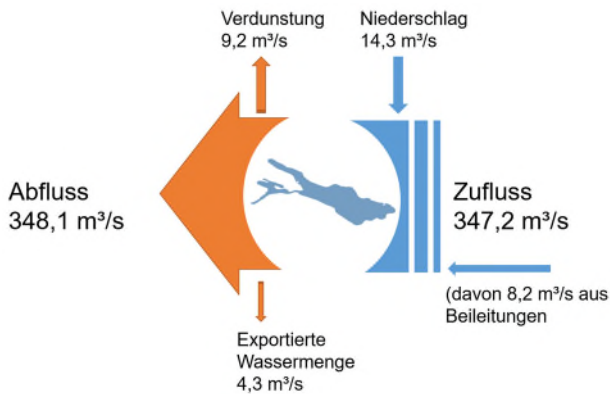 Verdunstung
9,2 m³/s
Niederschlag
14,3 m³/s
Abfluss
348,1 m³/s
Zufluss
347,2 m³/s
(davon 8,2 m³/s aus
Beileitungen
Exportierte
Wassermenge
4,3 m³/s